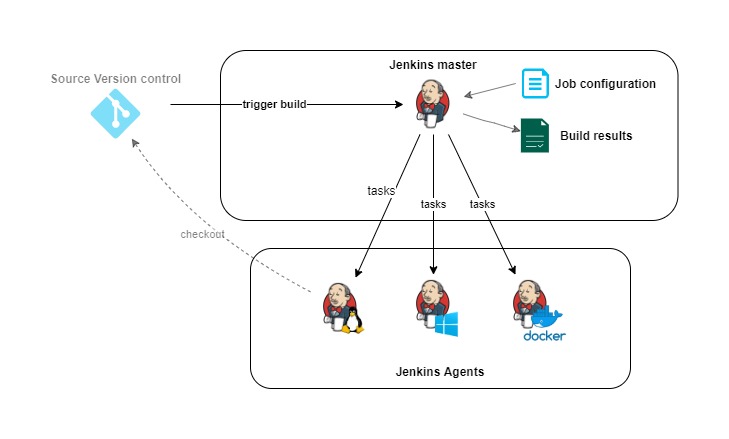 Jenkins master
Source Version control
Job configuration
trigger build
Build results
tasks
tasks
tasks
checkout
docker
Jenkins Agents